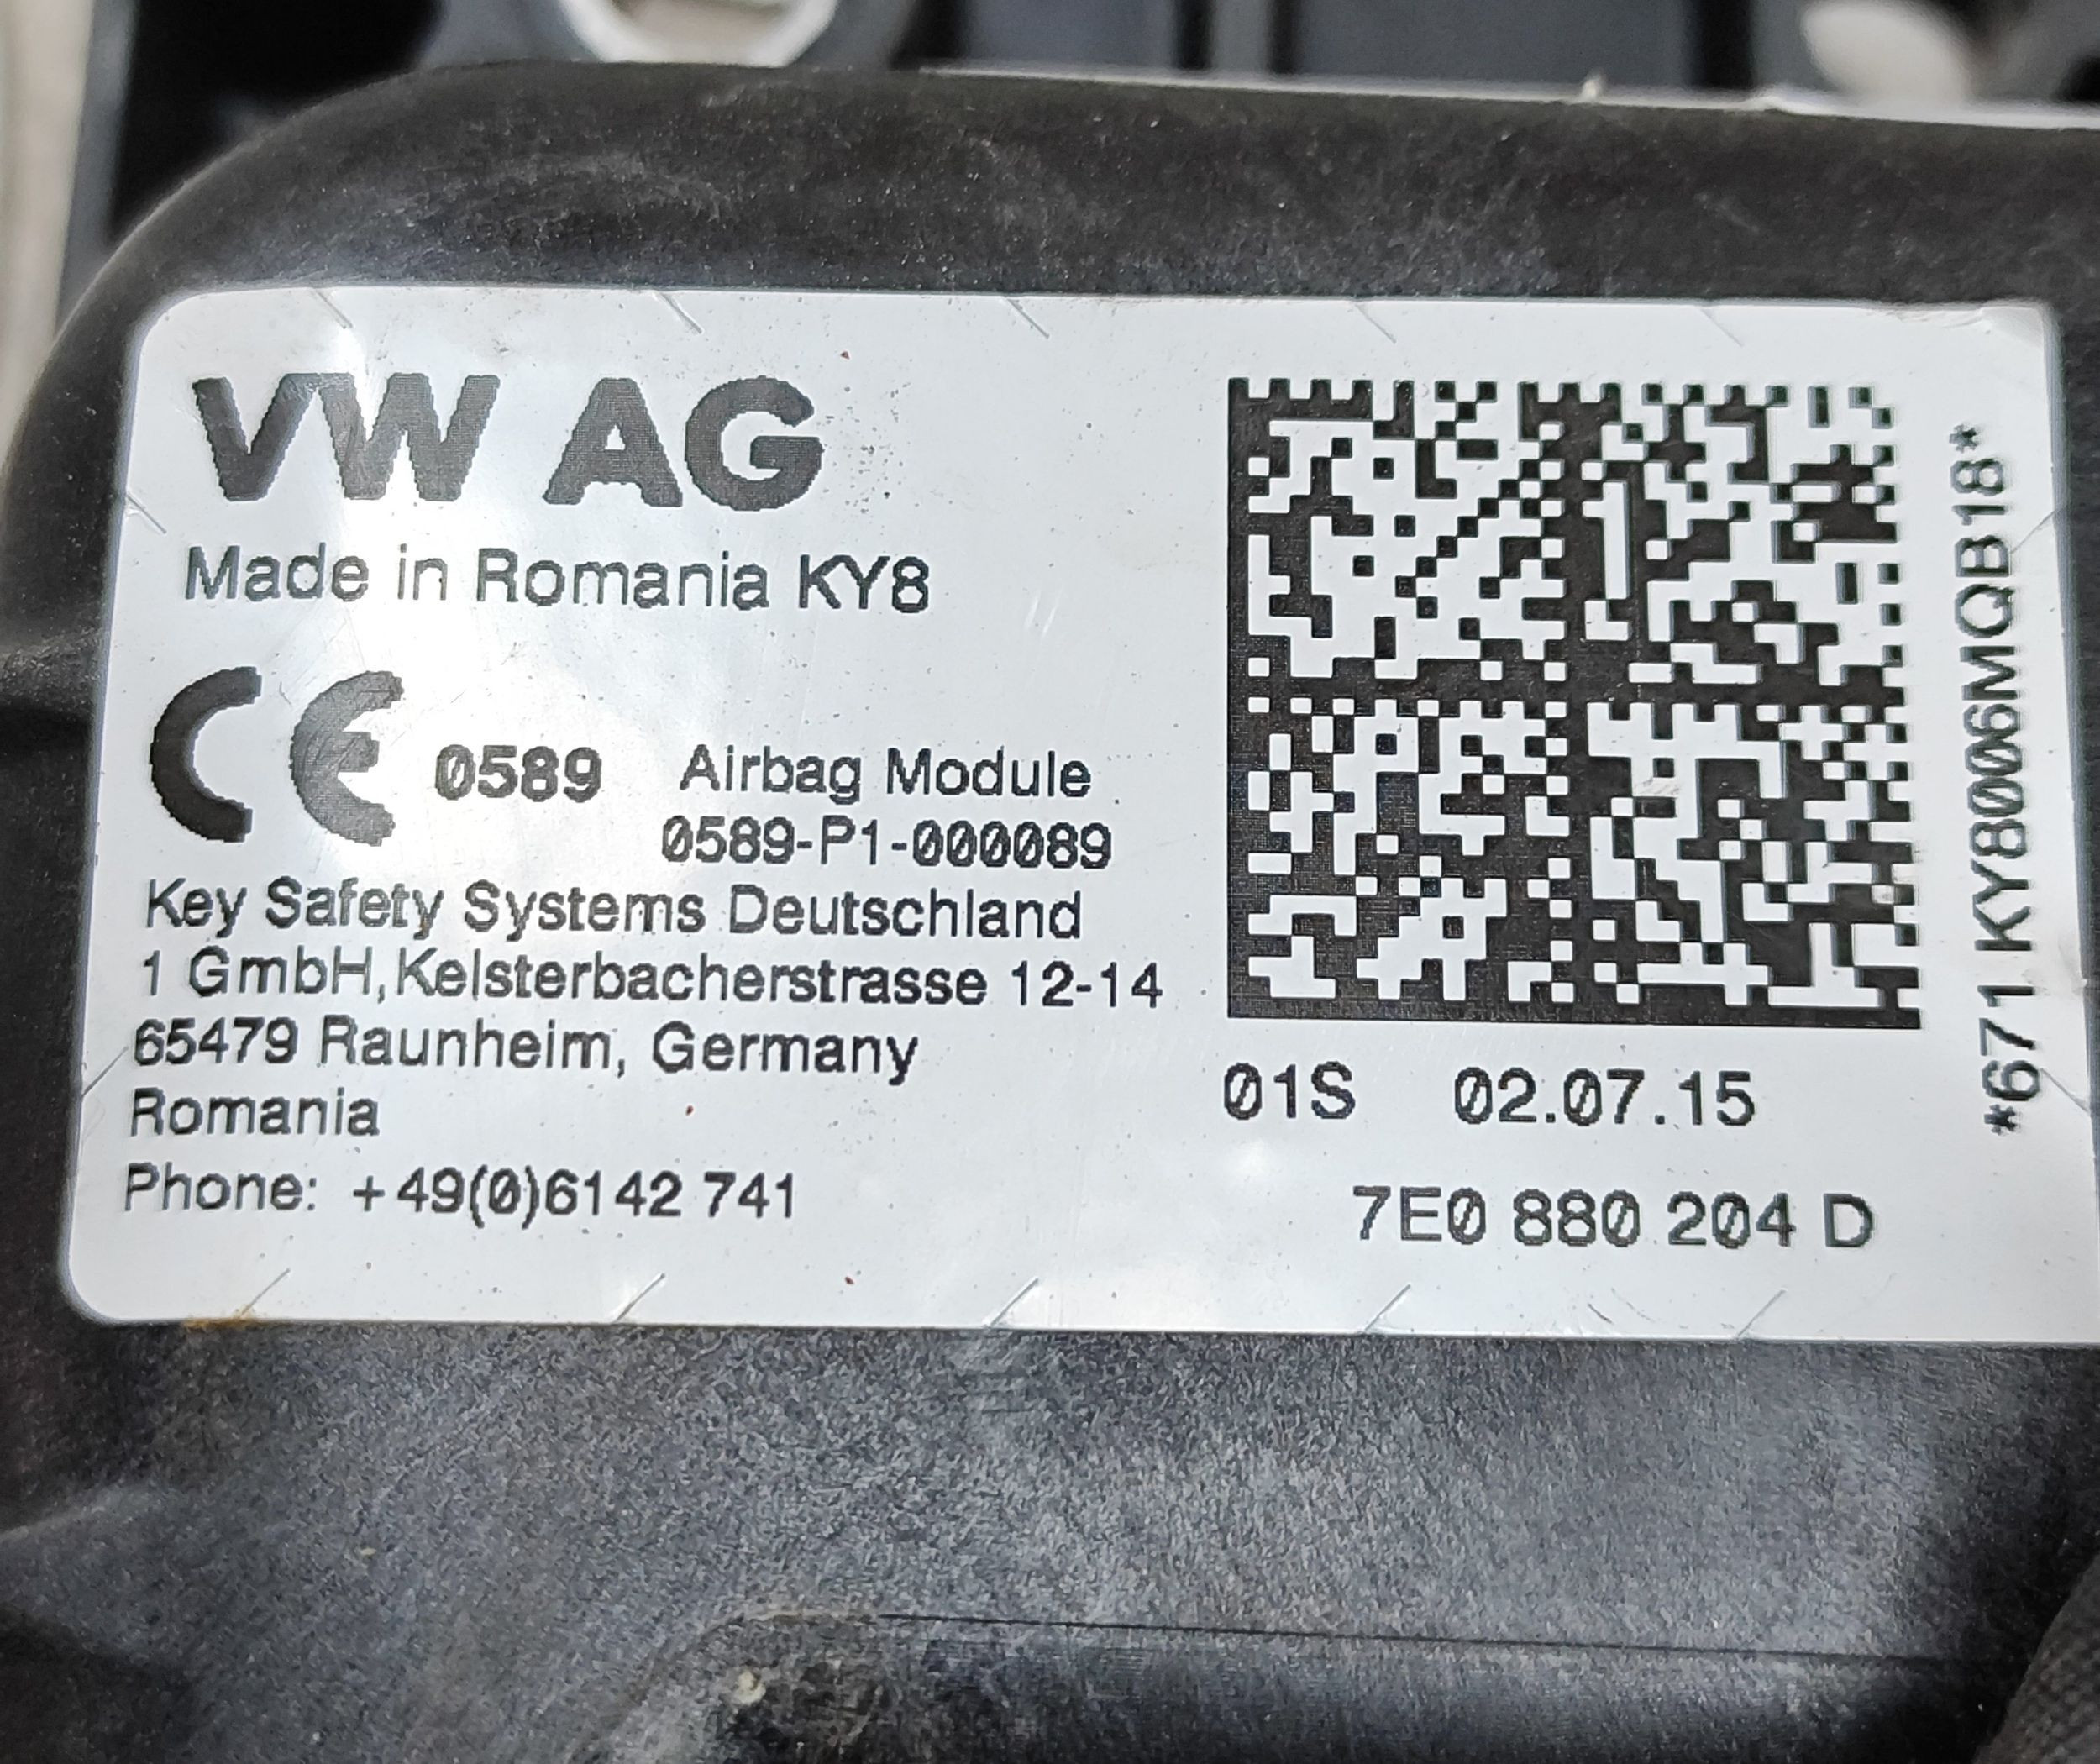 VW AG
Made in Romania KY8
CE 0589 Airbag Module
0589-P1-000089
Key Safety Systems Deutschland
1 GmbH, Kelsterbacherstrasse 12-14
65479 Raunheim, Germany
Romania
Phone: +49(0)6142 741
01S 02.07.15
7E0 880 204 D
*671 KY8006MQB18*